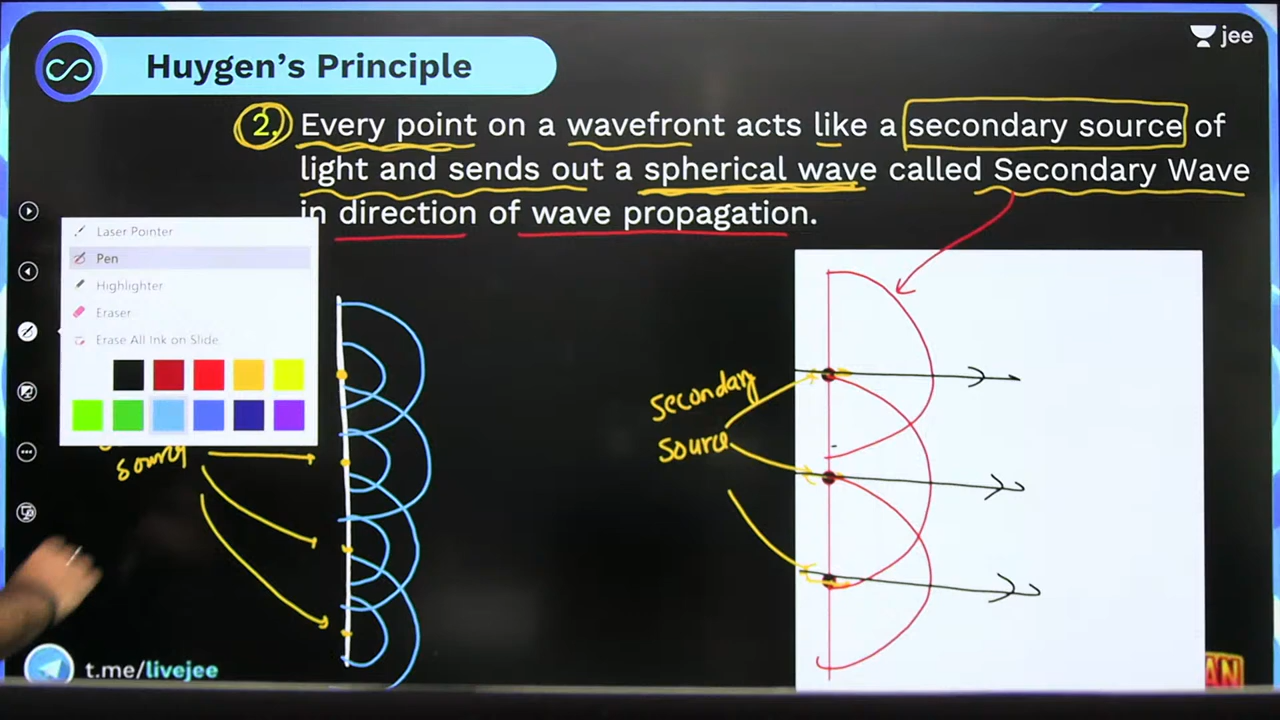 jee
Huygen's Principle
2. Every point on a wavefront acts like a secondary source of
light and sends out a spherical wave called Secondary Wave
in direction of wave propagation.
Laser Pointer
Pen
Highlighter
Eraser
Erase All Ink on Slide
source
Secondary
Source
t.me/livejee
AN